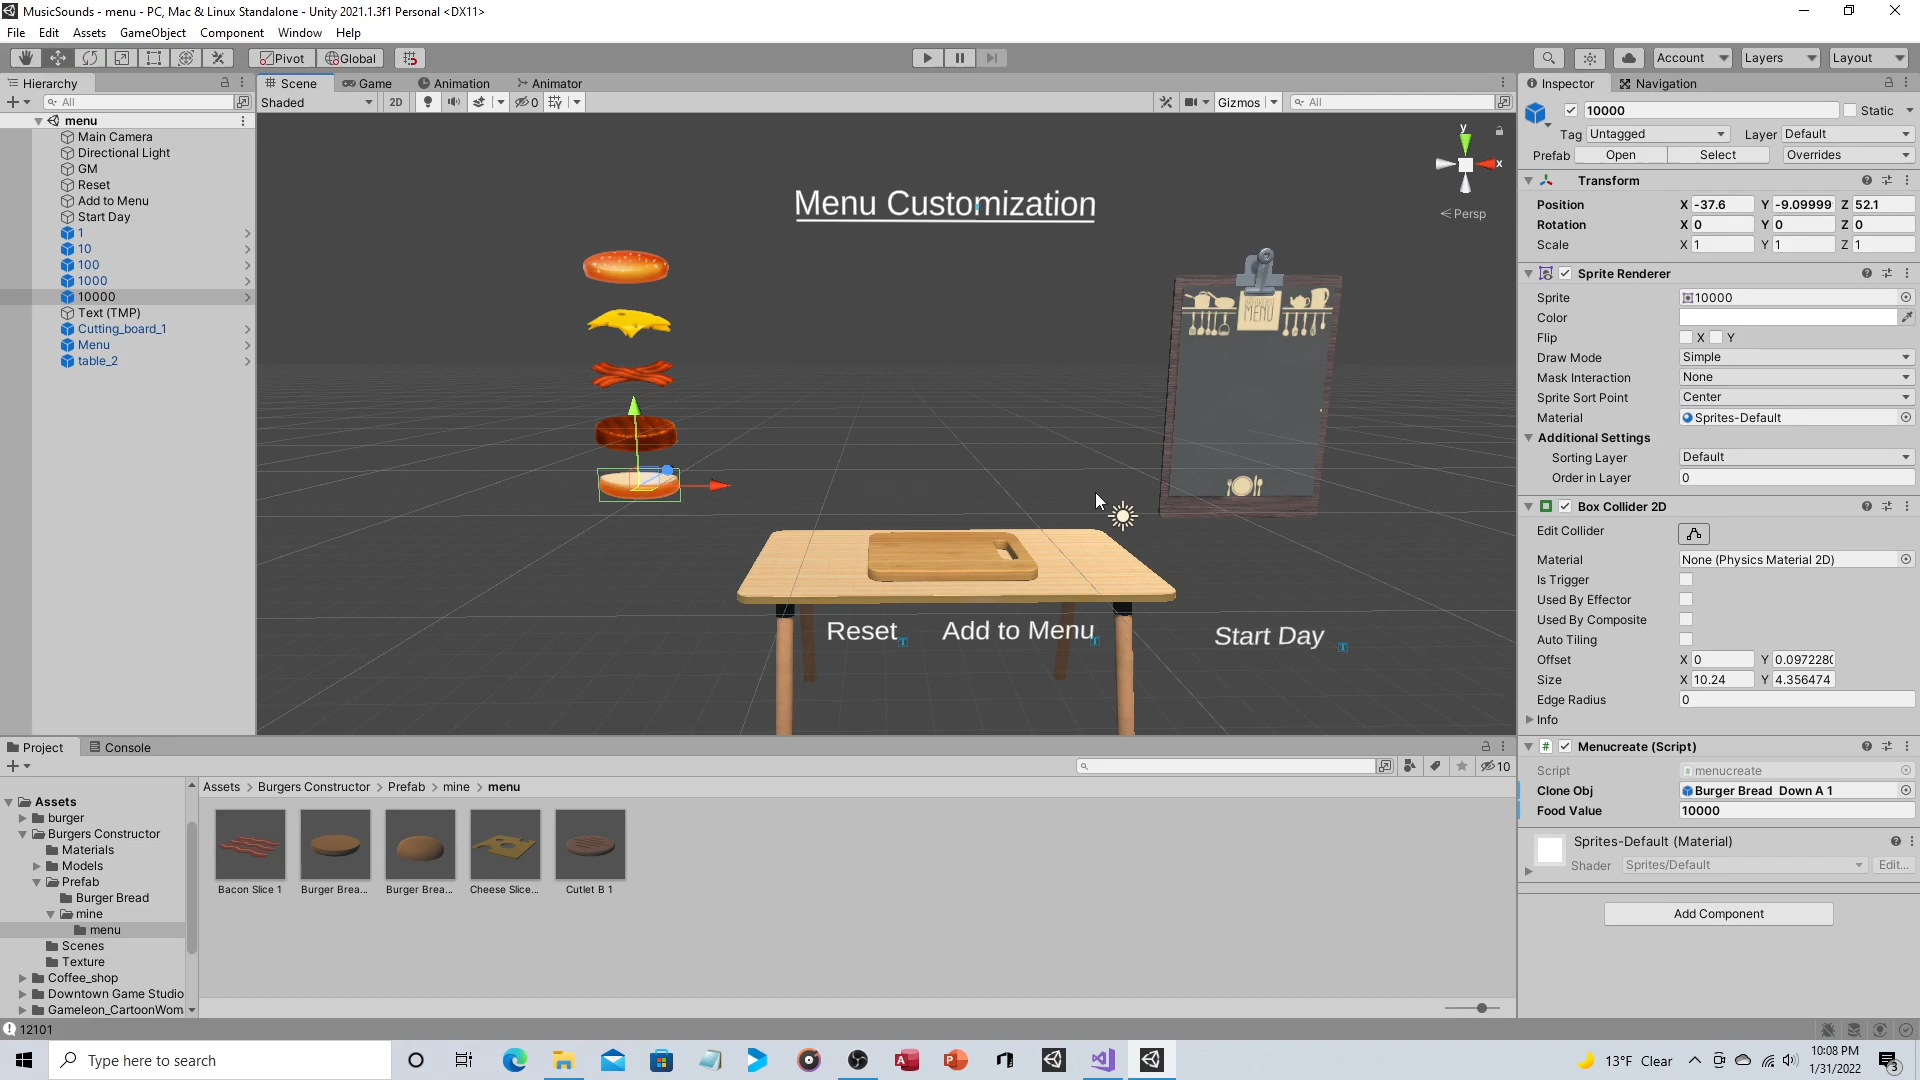 MusicSounds - menu - PC, Mac & Linux Standalone - Unity 2021.1.3f1 Personal <DX11>
File Edit Assets GameObject Component Window Help
Pivot Global Account Layers Layout
Hierarchy
All
menu
Main Camera
Directional Light
GM
Reset
Add to Menu
Start Day
1
10
100
1000
10000
Text (TMP)
Cutting_board_1
Menu
table_2
Scene Game Animation Animator
Shaded 2D 0 Gizmos All
Menu Customization
y
x
Persp
MENU
Reset Add to Menu Start Day
Inspector Navigation
10000 Static
Tag Untagged Layer Default
Prefab Open Select Overrides
Transform
Position X -37.6 Y -9.09999 Z 52.1
Rotation X 0 Y 0 Z 0
Scale X 1 Y 1 Z 1
Sprite Renderer
Sprite 10000
Color
Flip X Y
Draw Mode Simple
Mask Interaction None
Sprite Sort Point Center
Material Sprites-Default
Additional Settings
Sorting Layer Default
Order in Layer 0
Box Collider 2D
Edit Collider
Material None (Physics Material 2D)
Is Trigger
Used By Effector
Used By Composite
Auto Tiling
Offset X 0 Y 0.0972280
Size X 10.24 Y 4.356474
Edge Radius 0
Info
Menucreate (Script)
Script menucreate
Clone Obj Burger Bread Down A 1
Food Value 10000
Sprites-Default (Material)
Shader Sprites/Default Edit...
Add Component
Project Console
10
Assets
burger
Burgers Constructor
Materials
Models
Prefab
Burger Bread
mine
menu
Scenes
Texture
Coffee_shop
Downtown Game Studio
Gameleon_CartoonWom
Assets > Burgers Constructor > Prefab > mine > menu
Bacon Slice 1 Burger Brea... Burger Brea... Cheese Slice... Cutlet B 1
12101
Type here to search
13°F Clear
10:08 PM
1/31/2022
3